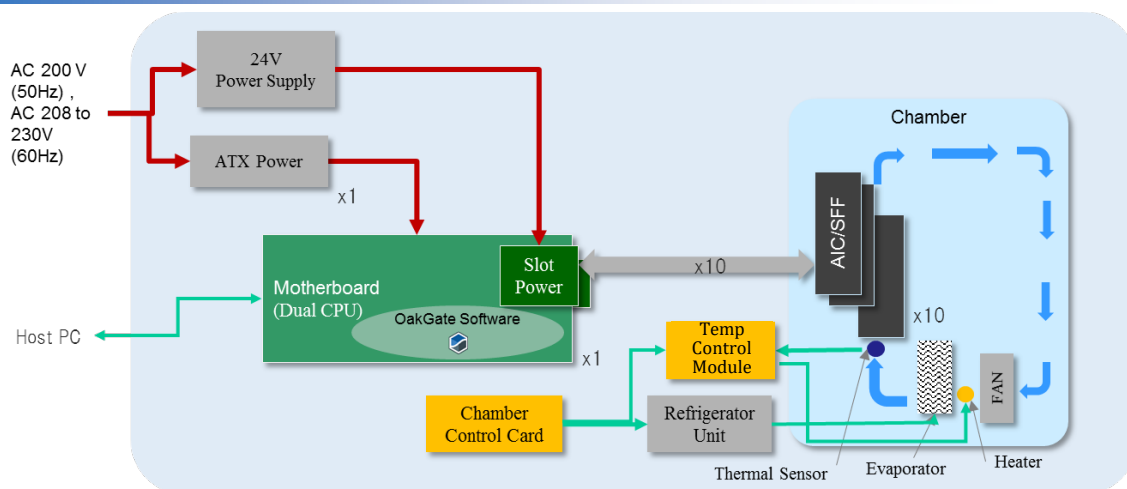 AC 200 V
(50Hz) ,
AC 208 to
230V
(60Hz)
24V
Power Supply
ATX Power
x1
Motherboard
(Dual CPU)
Slot
Power
OakGate Software
x1
Host PC
x10
Chamber
AIC/SFF
x10
Temp
Control
Module
Chamber
Control Card
Refrigerator
Unit
FAN
Thermal Sensor
Evaporator
Heater